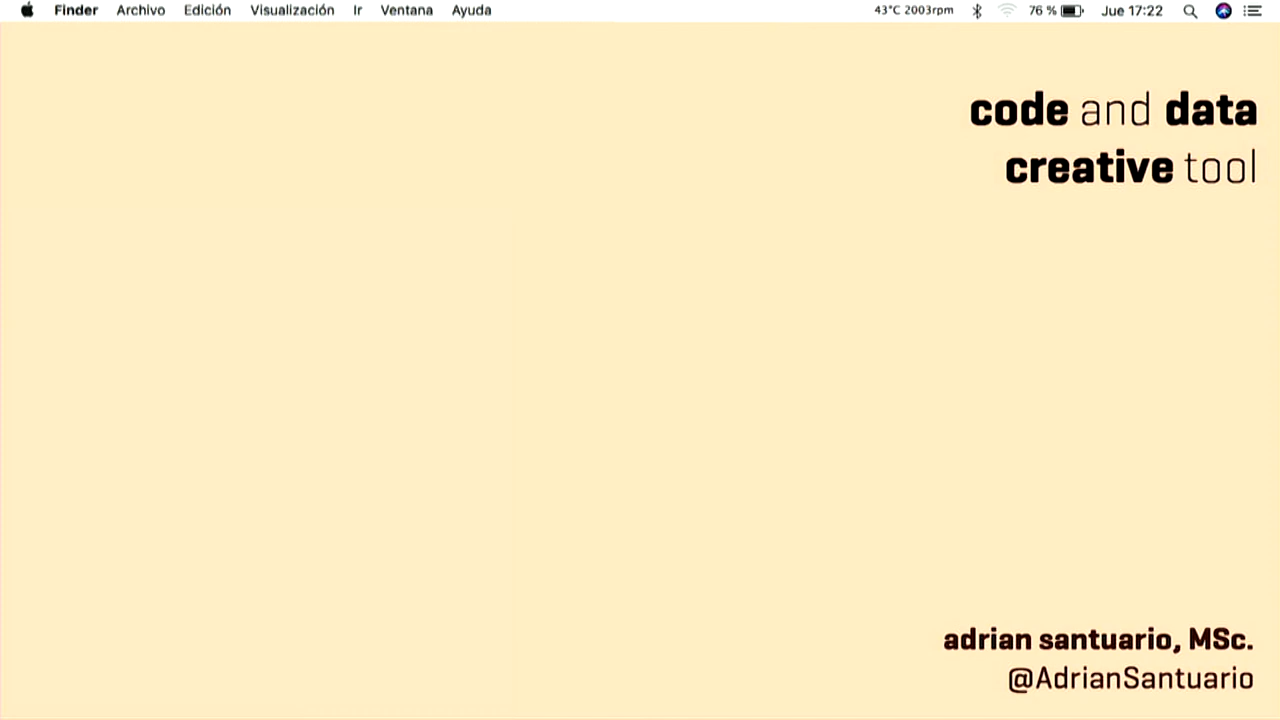 Finder Archivo Edición Visualización Ir Ventana Ayuda 43°C 2003rpm 76 % Jue 17:22
code and data
creative tool
adrian santuario, MSc.
@AdrianSantuario